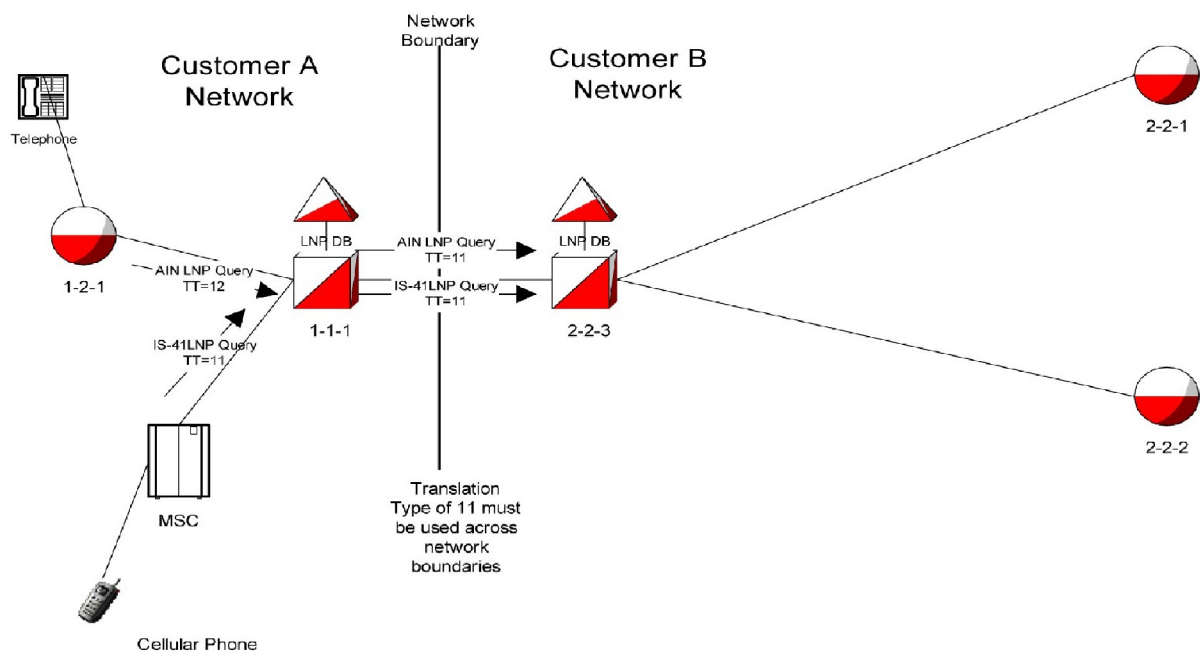 Network
Boundary
Customer A
Network
Customer B
Network
Telephone
2-2-1
LNP DB
LNP DB
AIN LNP Query
TT=11
1-2-1
AIN LNP Query
TT=12
IS-41LNP Query
TT=11
1-1-1
2-2-3
IS-41LNP Query
TT=11
2-2-2
MSC
Translation
Type of 11 must
be used across
network
boundaries
Cellular Phone